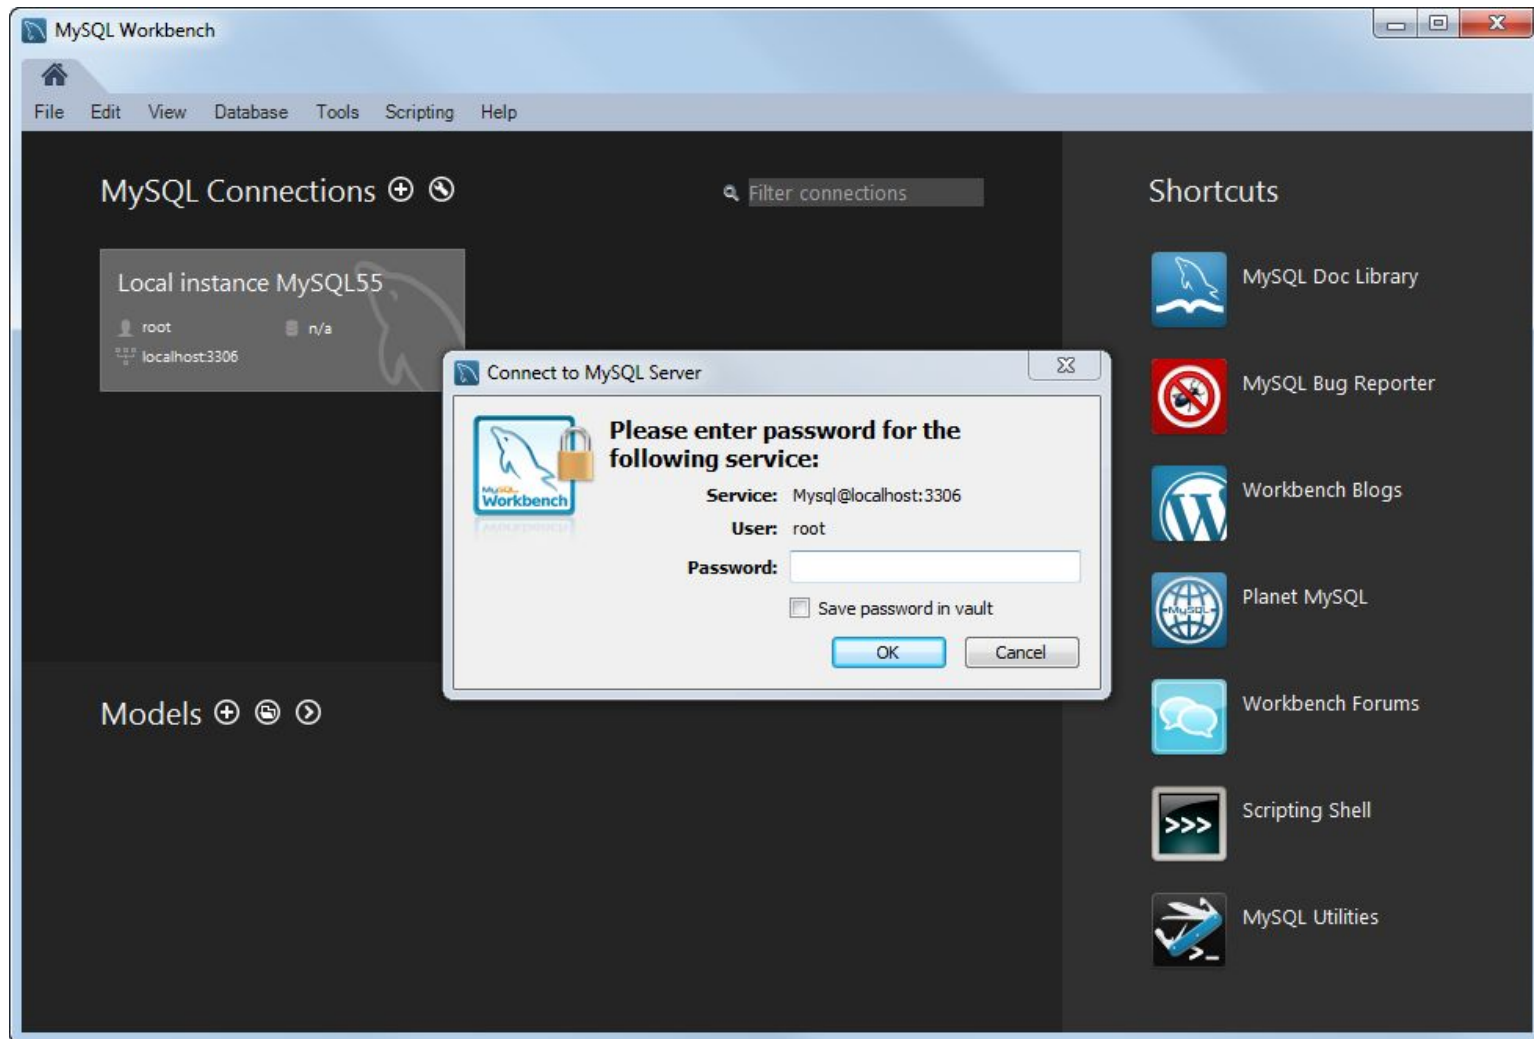 MySQL Workbench
File Edit View Database Tools Scripting Help
MySQL Connections
Filter connections
Local instance MySQL55
root n/a
localhost:3306
Connect to MySQL Server
Please enter password for the
following service:
Service: Mysql@localhost:3306
User: root
Password:
Save password in vault
OK Cancel
MySQL
Workbench
Models
Shortcuts
MySQL Doc Library
MySQL Bug Reporter
Workbench Blogs
Planet MySQL
MySQL
Workbench Forums
Scripting Shell
>>>
MySQL Utilities
>_